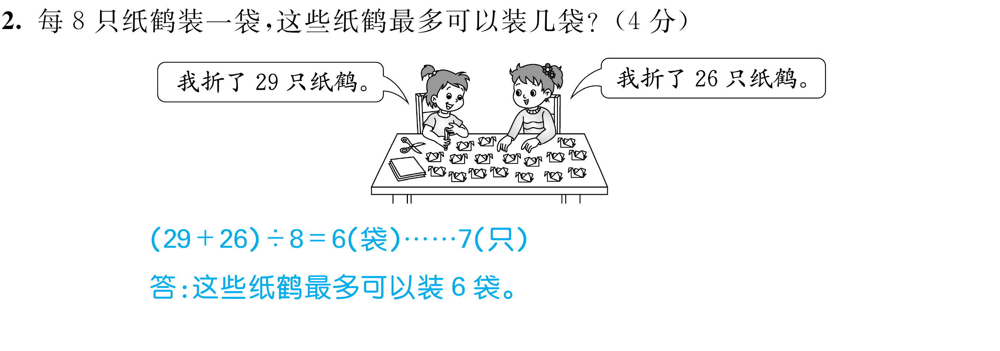 2. 每 8 只纸鹤装一袋,这些纸鹤最多可以装几袋?(4 分)
我折了 29 只纸鹤。
我折了 26 只纸鹤。
(29+26)÷8=6(袋)……7(只)
答:这些纸鹤最多可以装 6 袋。